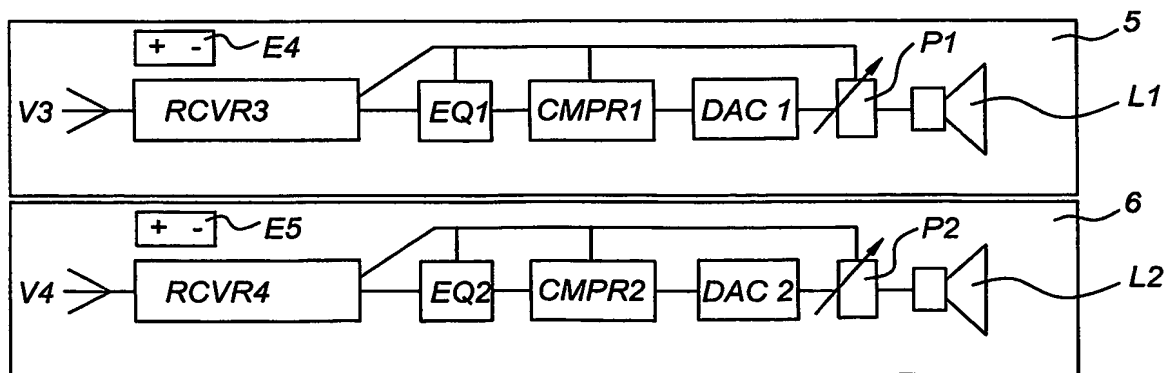 5
+ - E4 P1
V3 RCVR3 EQ1 CMPR1 DAC 1 L1
6
+ - E5 P2
V4 RCVR4 EQ2 CMPR2 DAC 2 L2